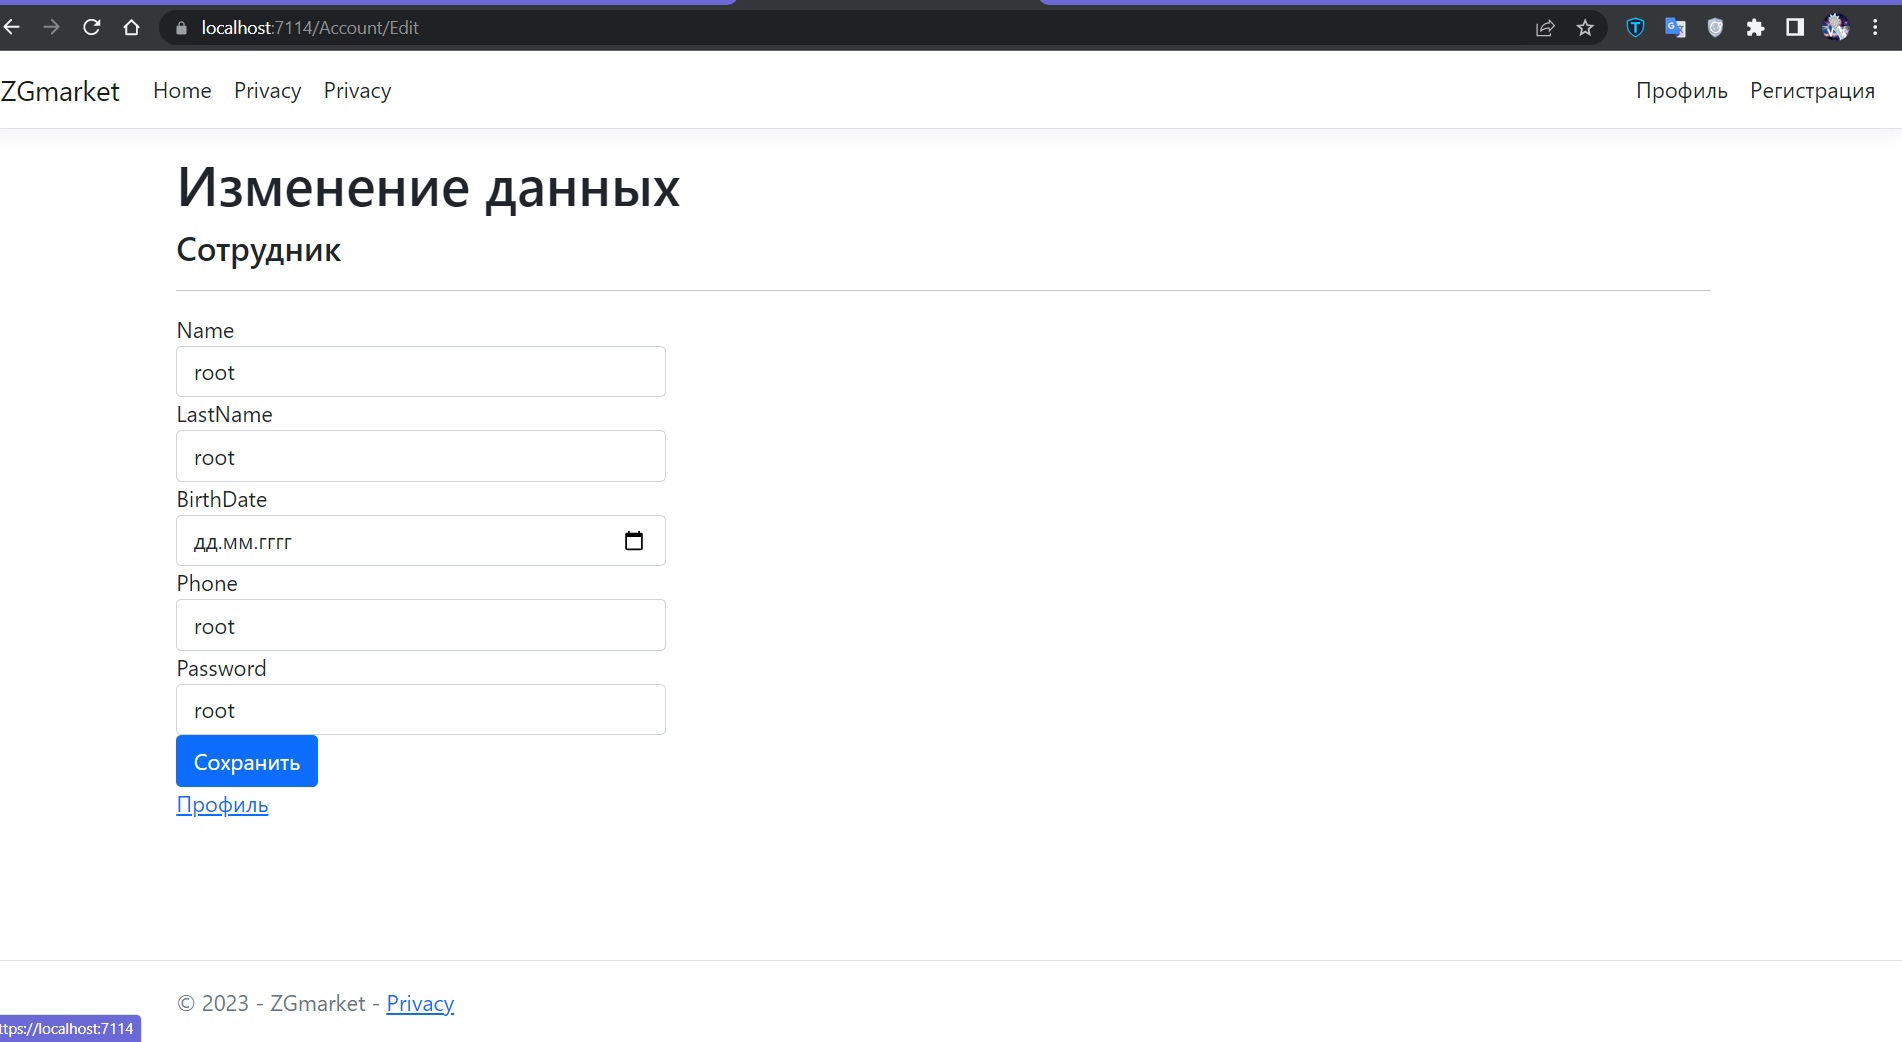 localhost:7114/Account/Edit
ZGmarket Home Privacy Privacy Профиль Регистрация
Изменение данных
Сотрудник
Name
root
LastName
root
BirthDate
дд.мм.гггг
Phone
root
Password
root
Сохранить
Профиль
© 2023 - ZGmarket - Privacy
ttps://localhost:7114